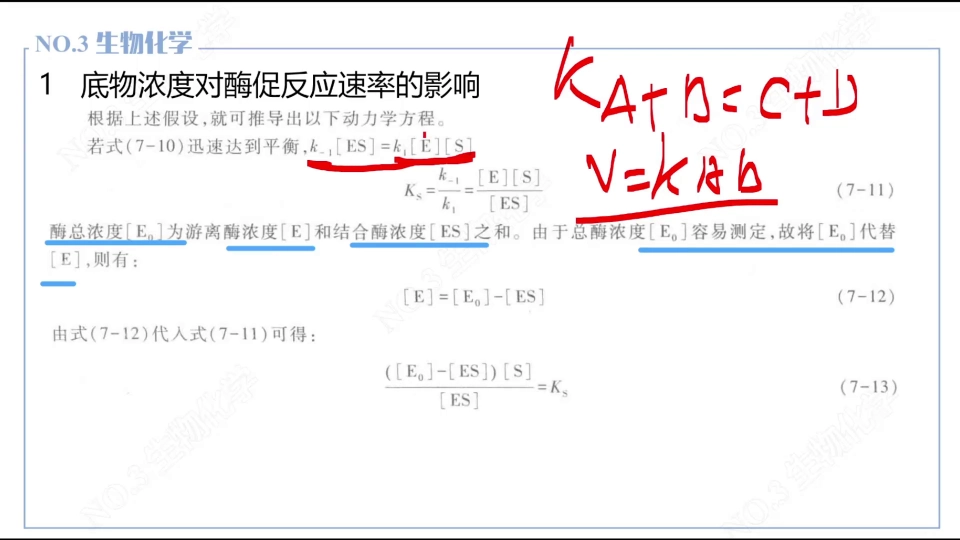 NO.3 生物化学
1 底物浓度对酶促反应速率的影响
K A+B=C+D
V=KAb
根据上述假设,就可推导出以下动力学方程。
若式(7-10)迅速达到平衡,k₋₁[ES]=k₁[E][S]
Kₛ=k₋₁/k₁=[E][S]/[ES] (7-11)
酶总浓度[E₀]为游离酶浓度[E]和结合酶浓度[ES]之和。由于总酶浓度[E₀]容易测定,故将[E₀]代替
[E],则有:
[E]=[E₀]-[ES] (7-12)
由式(7-12)代入式(7-11)可得:
([E₀]-[ES])[S]/[ES]=Kₛ (7-13)